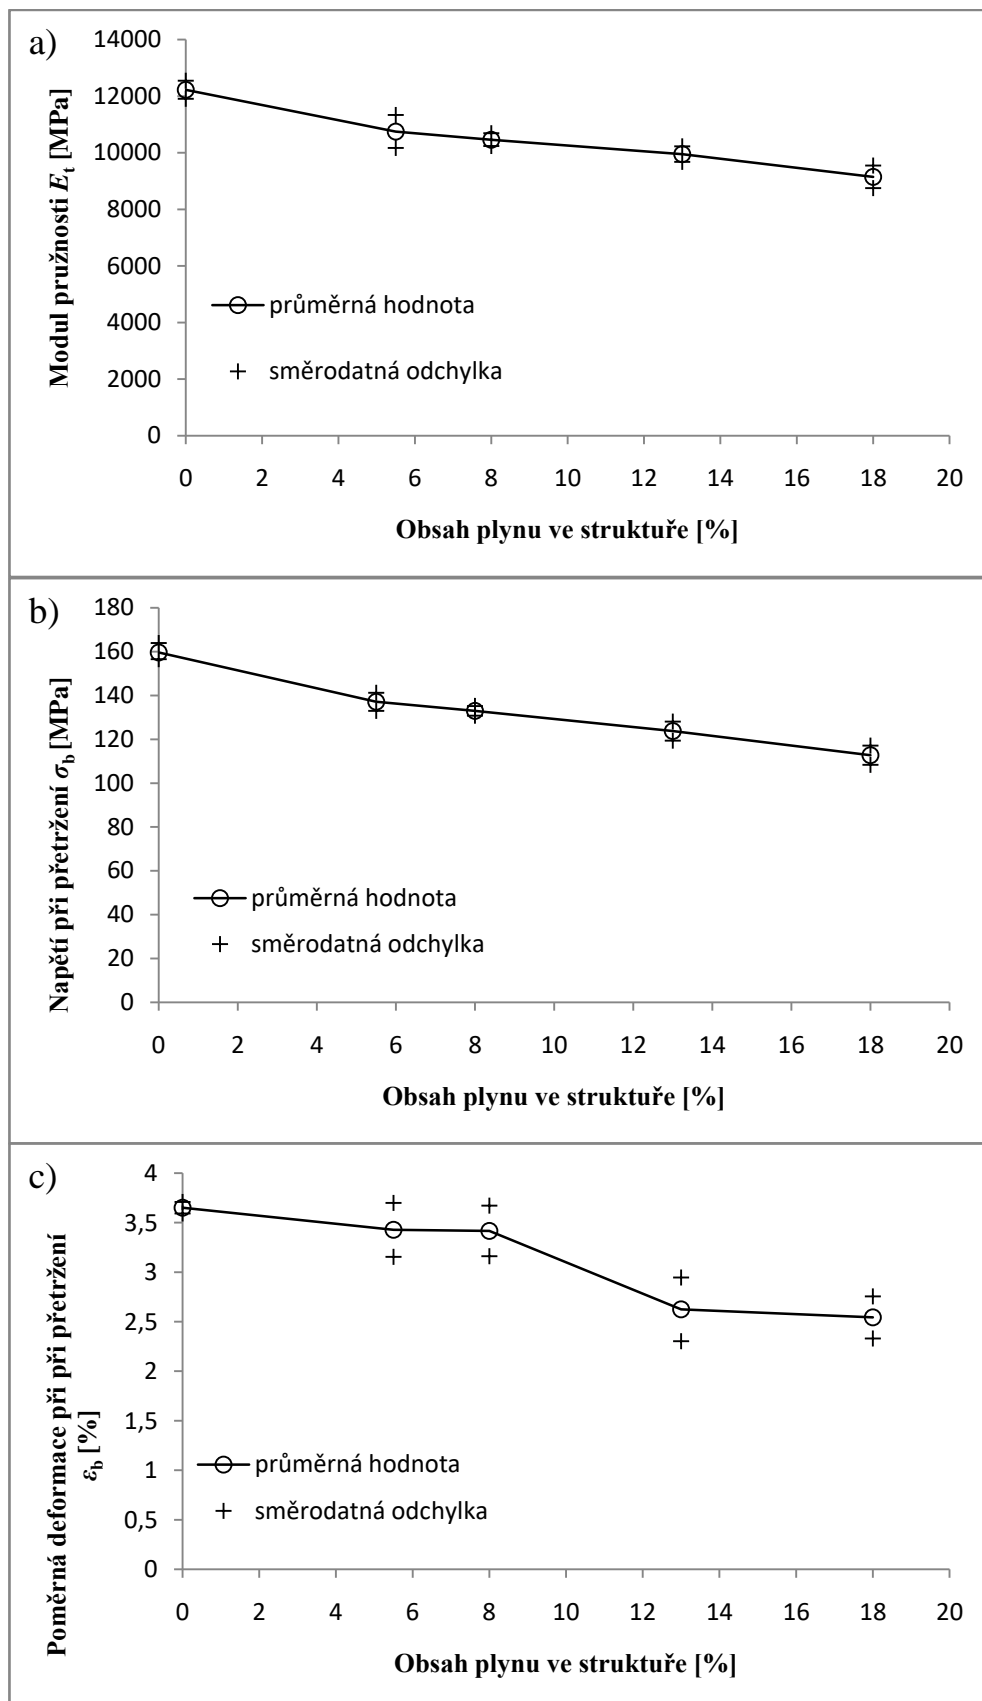 a)
14000
12000
10000
8000
6000
4000
2000
0
Modul pružnosti Et [MPa]
průměrná hodnota
směrodatná odchylka
0 2 4 6 8 10 12 14 16 18 20
Obsah plynu ve struktuře [%]
b)
180
160
140
120
100
80
60
40
20
0
Napětí při přetržení σb [MPa]
průměrná hodnota
směrodatná odchylka
0 2 4 6 8 10 12 14 16 18 20
Obsah plynu ve struktuře [%]
c)
4
3,5
3
2,5
2
1,5
1
0,5
0
Poměrná deformace při při přetržení
εb [%]
průměrná hodnota
směrodatná odchylka
0 2 4 6 8 10 12 14 16 18 20
Obsah plynu ve struktuře [%]